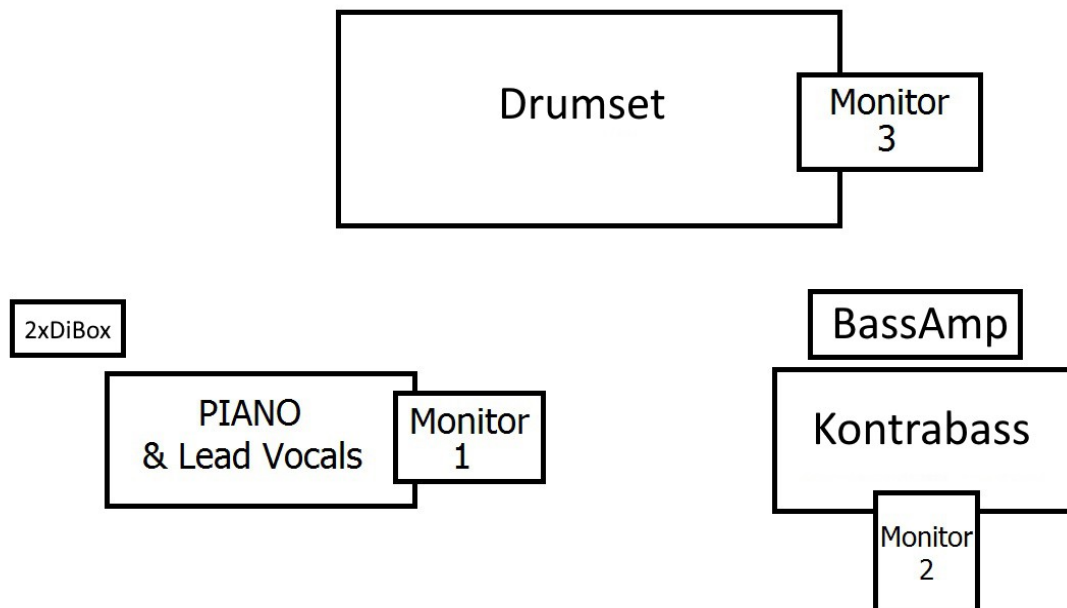 Drumset
Monitor
3
2xDiBox
BassAmp
PIANO
& Lead Vocals
Monitor
1
Kontrabass
Monitor
2